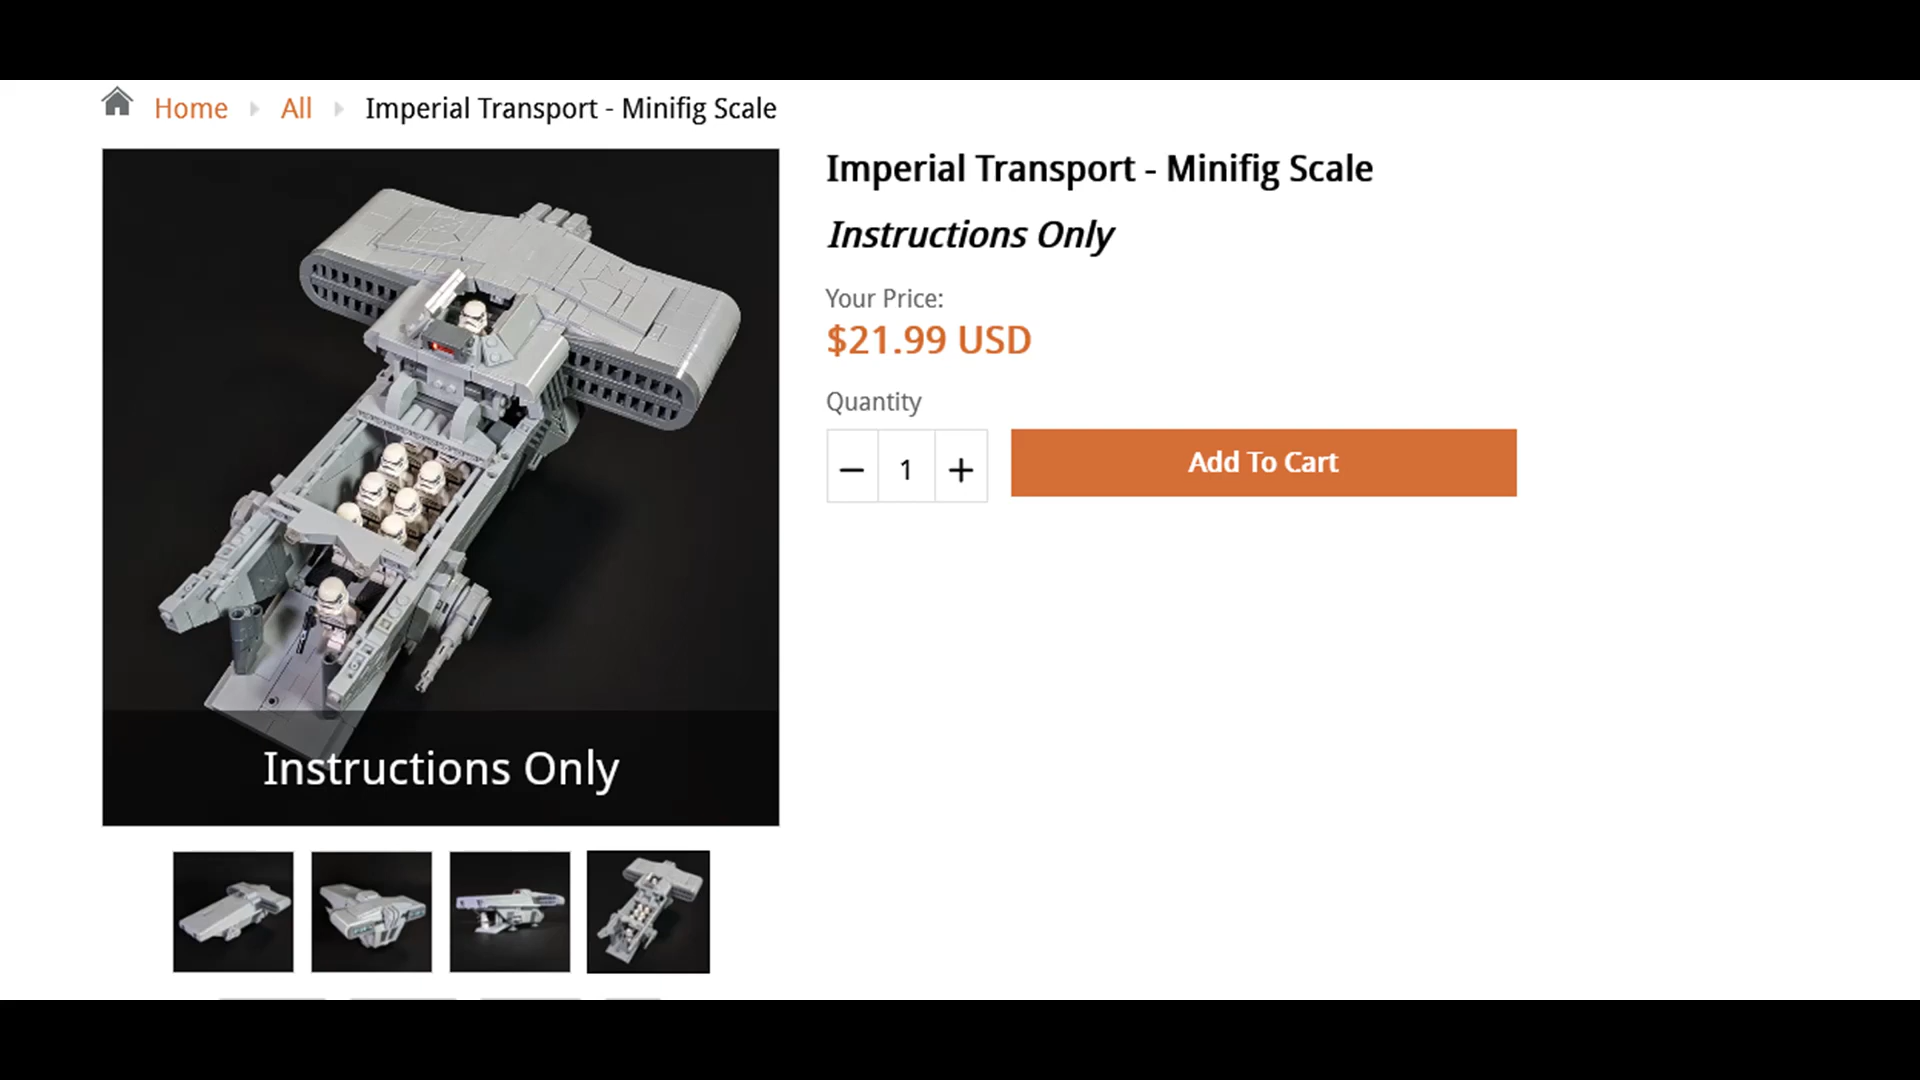 Home All Imperial Transport - Minifig Scale
Imperial Transport - Minifig Scale
Instructions Only
Your Price:
$21.99 USD
Quantity
1
Add To Cart
Instructions Only